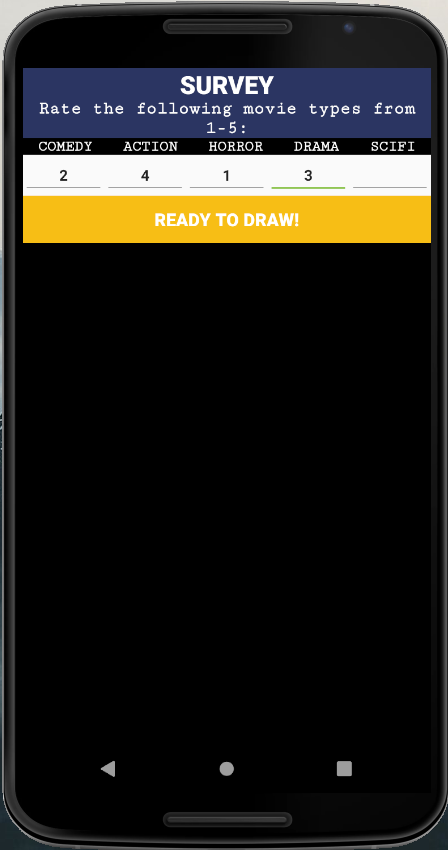 SURVEY
Rate the following movie types from
1-5:
COMEDY ACTION HORROR DRAMA SCIFI
2 4 1 3
READY TO DRAW!